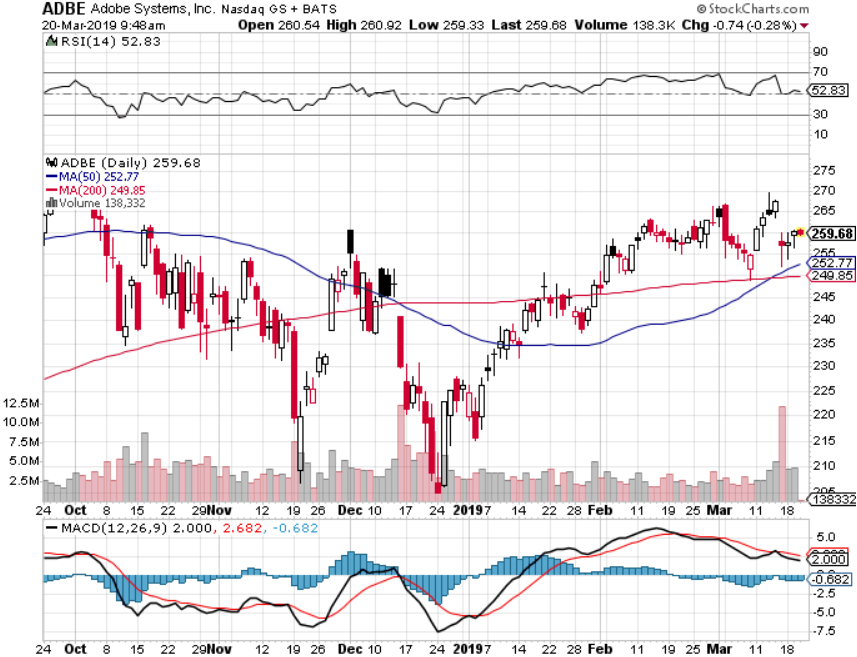 ADBE Adobe Systems, Inc. Nasdaq GS + BATS © StockCharts.com
20-Mar-2019 9:48am Open 260.54 High 260.92 Low 259.33 Last 259.68 Volume 138.3K Chg -0.74 (-0.28%)
RSI(14) 52.83
90
70
52.83
30
10
ADBE (Daily) 259.68
MA(50) 252.77
MA(200) 249.85
Volume 138,332
275
270
265
259.68
255
252.77
249.85
245
240
235
230
225
220
215
210
205
138332
12.5M
10.0M
7.5M
5.0M
2.5M
24 Oct 8 15 22 29 Nov 12 19 26 Dec 10 17 24 2019 7 14 22 28 Feb 11 19 25 Mar 11 18
MACD(12,26,9) 2.000, 2.682, -0.682
5.0
2.000
-0.682
-2.5
-5.0
-7.5
24 Oct 8 15 22 29 Nov 12 19 26 Dec 10 17 24 2019 7 14 22 28 Feb 11 19 25 Mar 11 18